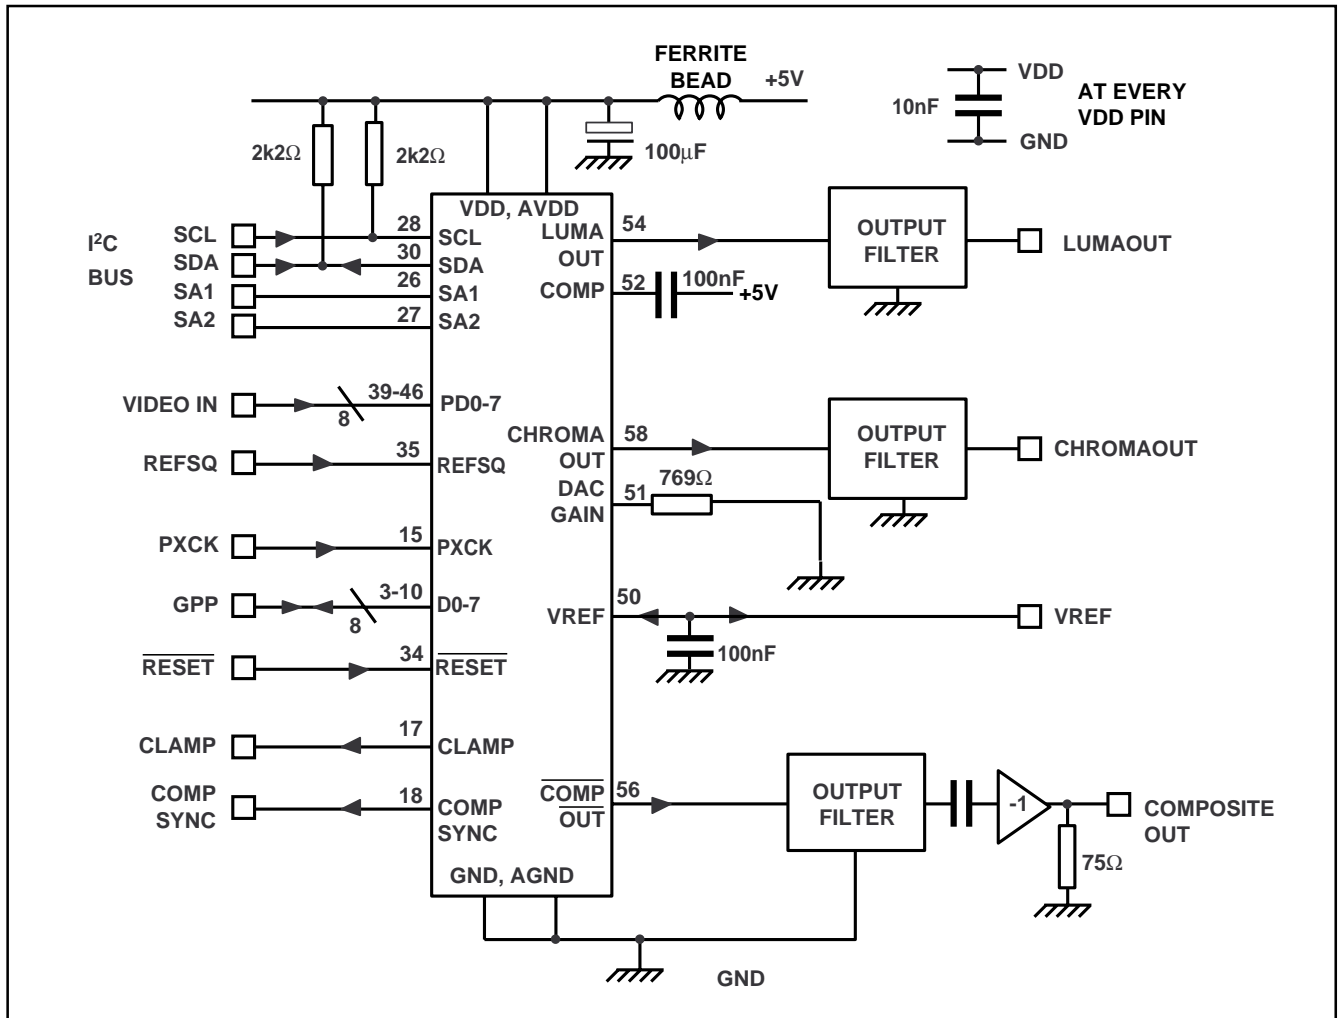 FERRITE
BEAD
+5V
VDD
10nF
AT EVERY
VDD PIN
GND
2k2Ω
2k2Ω
100µF
I²C
BUS
SCL
SDA
SA1
SA2
28
30
26
27
VDD, AVDD
SCL
SDA
SA1
SA2
LUMA
OUT
COMP
54
52
100nF
+5V
OUTPUT
FILTER
LUMAOUT
VIDEO IN
8
39-46
PD0-7
REFSQ
35
REFSQ
CHROMA
OUT
58
OUTPUT
FILTER
CHROMAOUT
DAC
GAIN
51
769Ω
PXCK
15
PXCK
GPP
8
3-10
D0-7
VREF
50
100nF
VREF
RESET
34
RESET
CLAMP
17
CLAMP
COMP
SYNC
18
COMP
SYNC
COMP
OUT
56
OUTPUT
FILTER
-1
COMPOSITE
OUT
75Ω
GND, AGND
GND